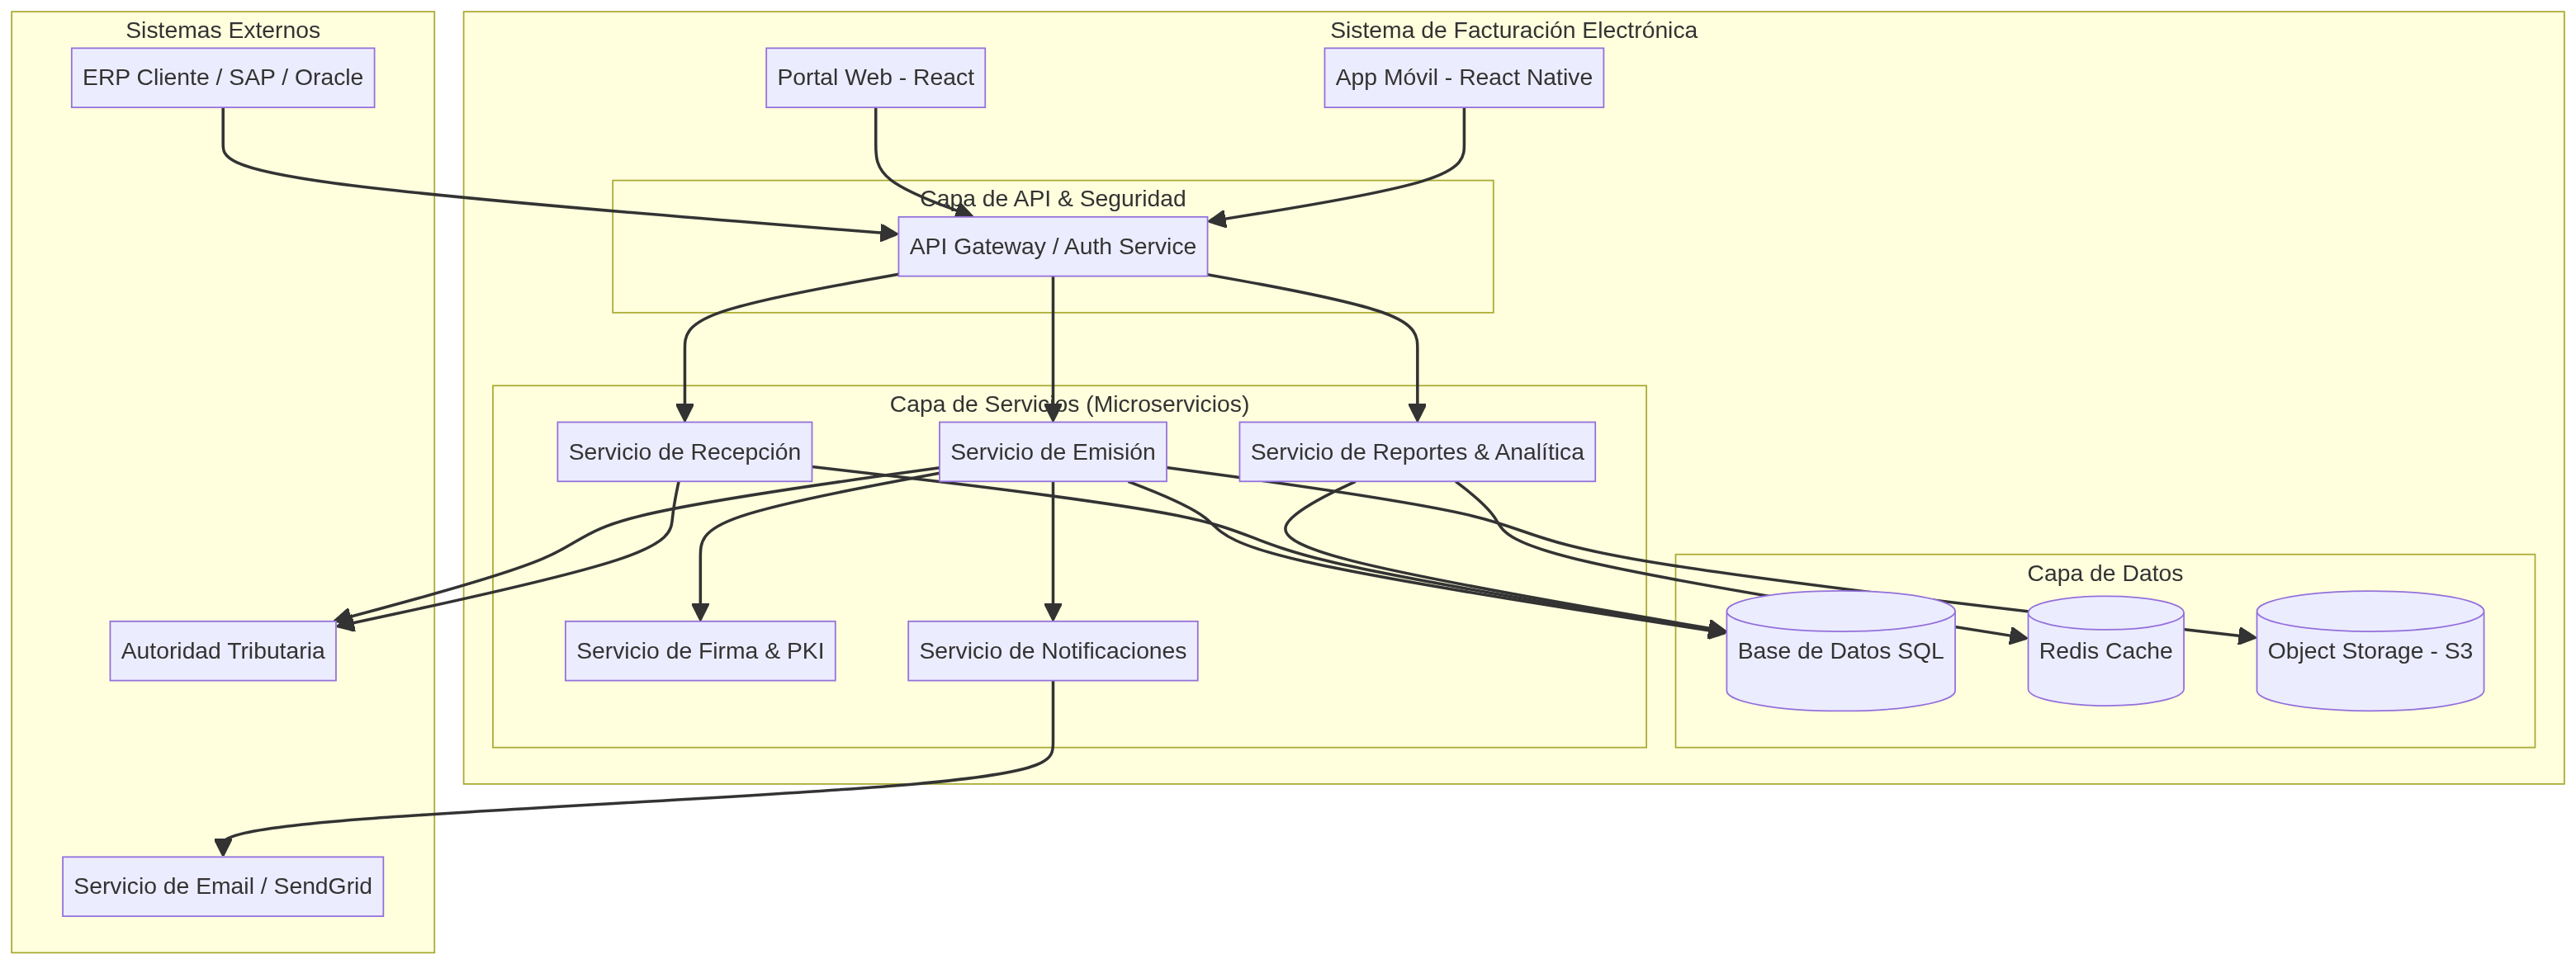 Sistemas Externos
Sistema de Facturación Electrónica
ERP Cliente / SAP / Oracle
Portal Web - React
App Móvil - React Native
Capa de API & Seguridad
API Gateway / Auth Service
Capa de Servicios (Microservicios)
Servicio de Recepción
Servicio de Emisión
Servicio de Reportes & Analítica
Capa de Datos
Autoridad Tributaria
Servicio de Firma & PKI
Servicio de Notificaciones
Base de Datos SQL
Redis Cache
Object Storage - S3
Servicio de Email / SendGrid